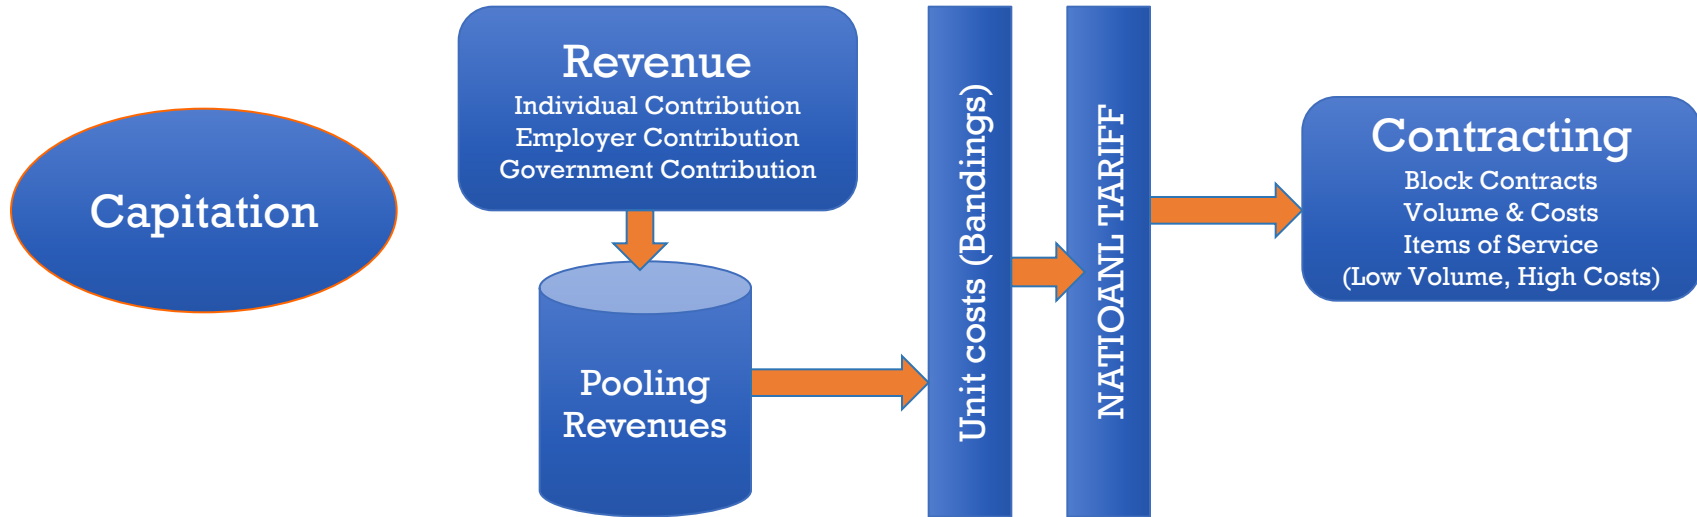 Capitation
Revenue
Individual Contribution
Employer Contribution
Government Contribution
Pooling
Revenues
Unit costs (Bandings)
NATIOANL TARIFF
Contracting
Block Contracts
Volume & Costs
Items of Service
(Low Volume, High Costs)